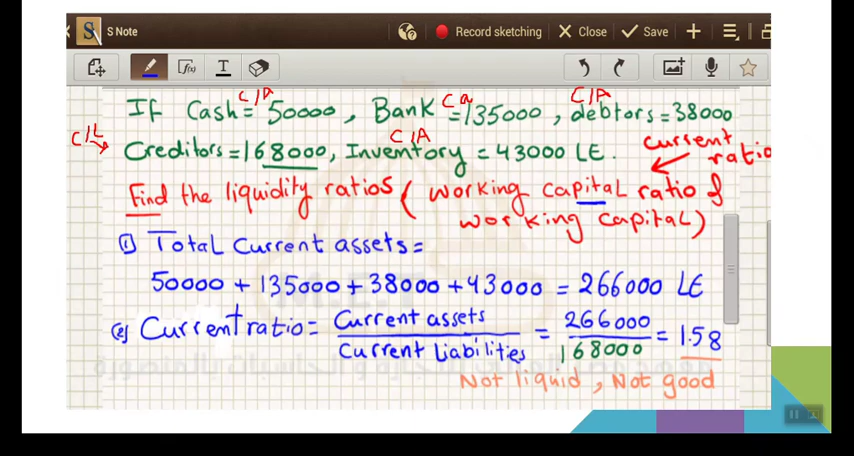 S Note
Record sketching Close Save
f(x) T
C/A Ca C/A
If Cash = 50000, Bank = 135000, debtors = 38000
C/L C/A current
Creditors = 168000, Inventory = 43000 LE. ratio
Find the liquidity ratios ( working capital ratio &
working capital )
① Total Current assets =
50000 + 135000 + 38000 + 43000 = 266000 LE
② Current ratio = Current assets / Current Liabilities = 266000 / 168000 = 1.58
Not liquid, Not good